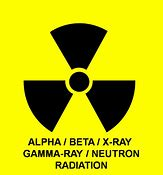 ALPHA / BETA / X-RAY
GAMMA-RAY / NEUTRON
RADIATION